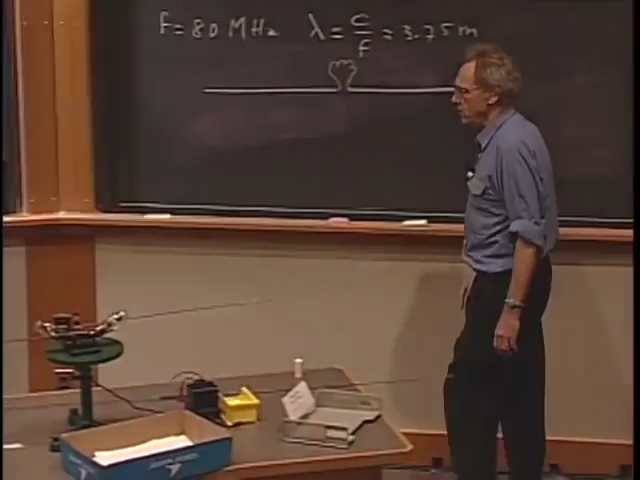 f = 80 MHz λ = c/f = 3.75 m